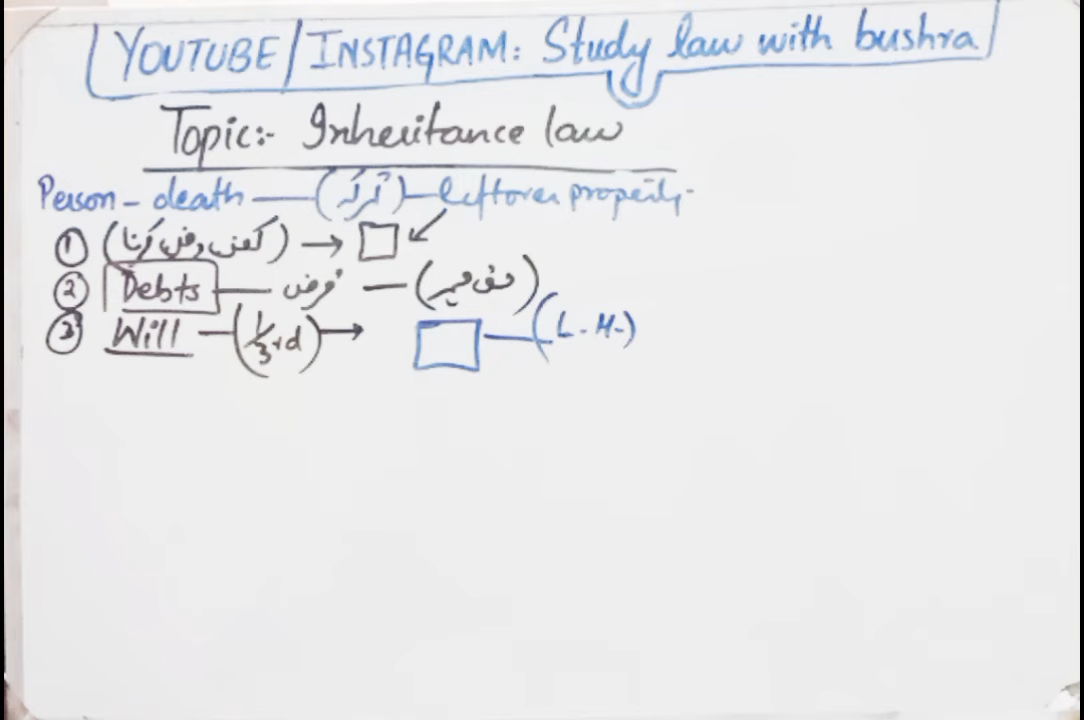 YOUTUBE/INSTAGRAM: Study law with bushra
Topic:- Inheritance law
Person - death — (ترکہ) — leftover property.
① (کفن دفن کرنا) →
② Debts — قرض — (حق مہر)
③ Will — (1/3rd) → — (L.H.)